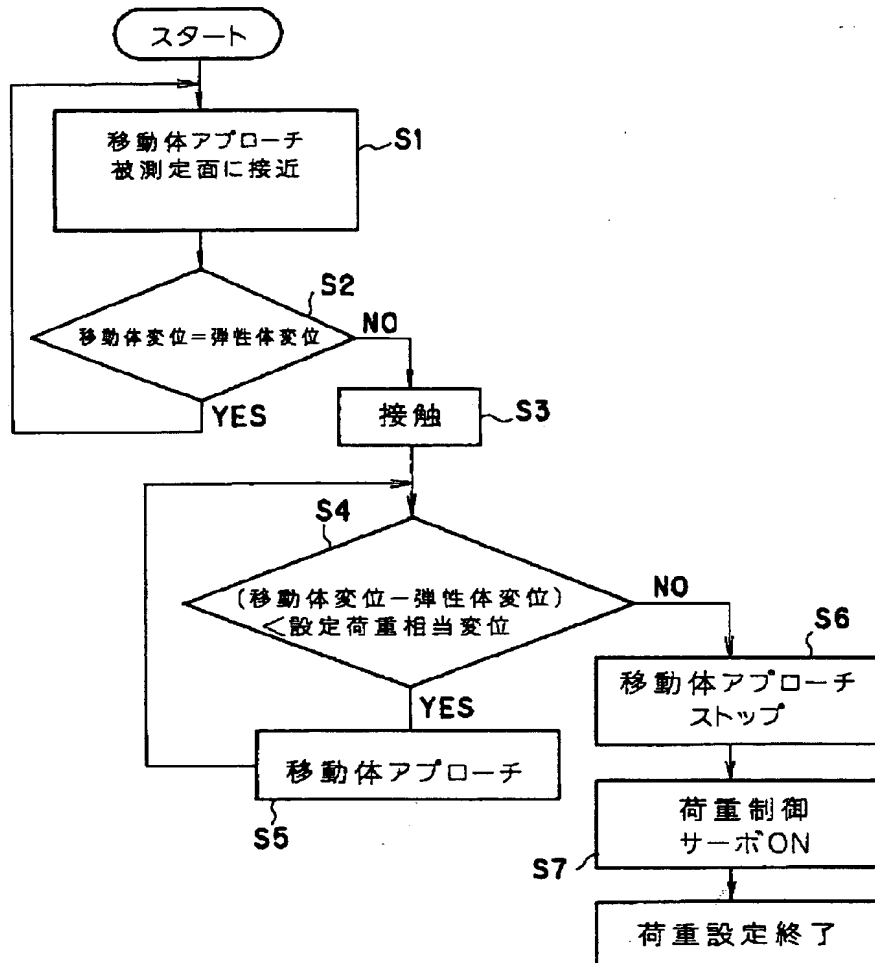 スタート
移動体アプローチ
被測定面に接近
S1
S2
移動体変位=弾性体変位
NO
YES
接触
S3
S4
(移動体変位−弾性体変位)
<設定荷重相当変位
NO
YES
移動体アプローチ
S5
S6
移動体アプローチ
ストップ
荷重制御
サーボON
S7
荷重設定終了